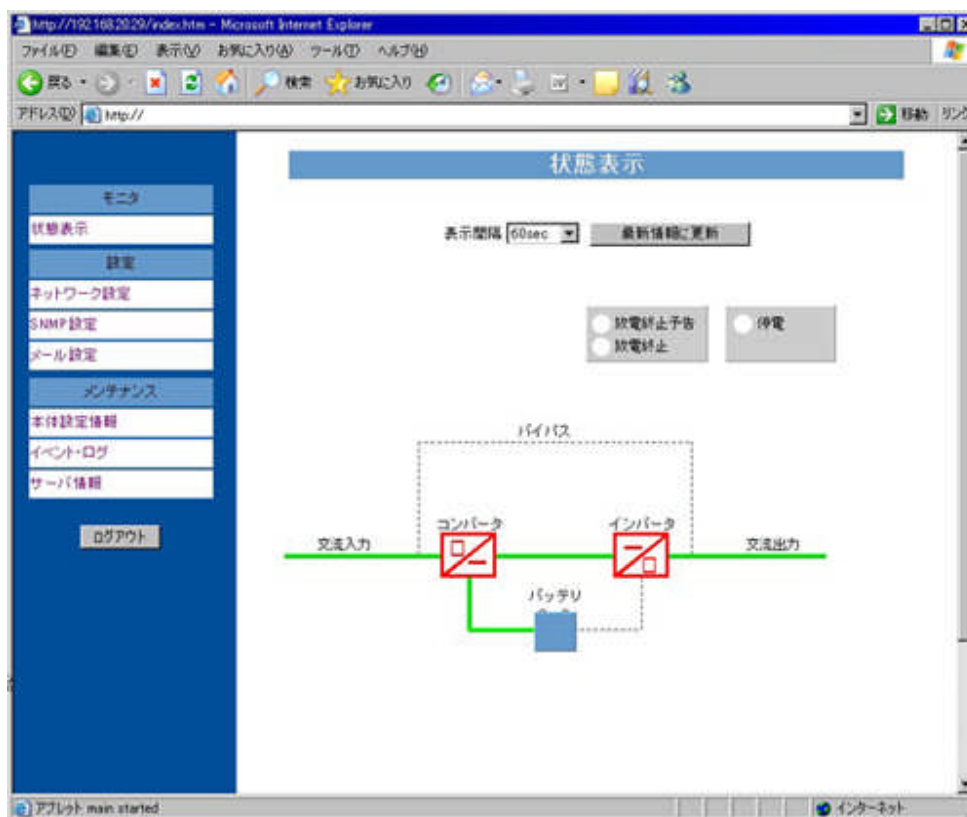 http://192.168.20.29/index.htm - Microsoft Internet Explorer
ファイル(F) 編集(E) 表示(V) お気に入り(A) ツール(T) ヘルプ(H)
戻る 検索 お気に入り
アドレス(D) http:// 移動 リンク
状態表示
モニタ
状態表示
設定
ネットワーク設定
SNMP設定
メール設定
メンテナンス
本体設定情報
イベント・ログ
サーバ情報
ログアウト
表示間隔 60sec 最新情報に更新
放電終止予告
放電終止
停電
バイパス
交流入力
コンバータ
インバータ
交流出力
バッテリ
アプレット main started インターネット